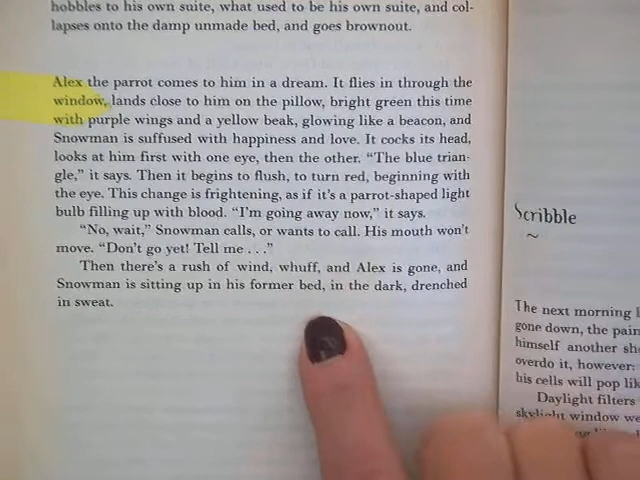 hobbles to his own suite, what used to be his own suite, and col-
lapses onto the damp unmade bed, and goes brownout.
Alex the parrot comes to him in a dream. It flies in through the
window, lands close to him on the pillow, bright green this time
with purple wings and a yellow beak, glowing like a beacon, and
Snowman is suffused with happiness and love. It cocks its head,
looks at him first with one eye, then the other. “The blue trian-
gle,” it says. Then it begins to flush, to turn red, beginning with
the eye. This change is frightening, as if it’s a parrot-shaped light
bulb filling up with blood. “I’m going away now,” it says.
“No, wait,” Snowman calls, or wants to call. His mouth won’t
move. “Don’t go yet! Tell me . . .”
Then there’s a rush of wind, whuff, and Alex is gone, and
Snowman is sitting up in his former bed, in the dark, drenched
in sweat.
Scribble
~
The next morning
gone down, the pain
himself another
overdo it, however:
his cells will pop
Daylight filters
skylight window